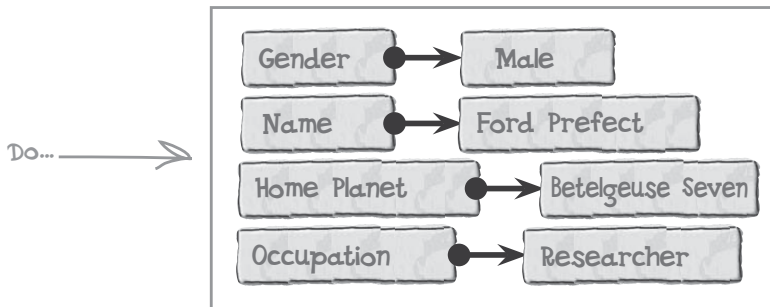 Do...
Gender Male
Name Ford Prefect
Home Planet Betelgeuse Seven
Occupation Researcher